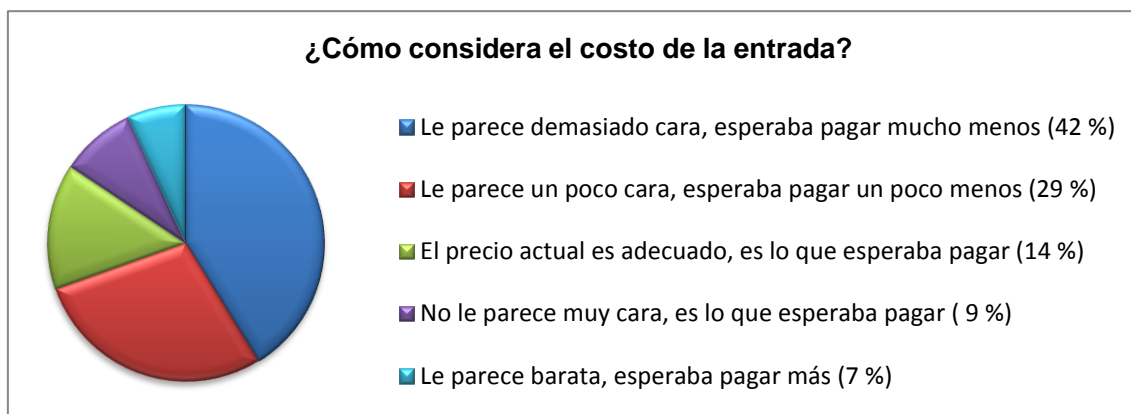 ¿Cómo considera el costo de la entrada?
Le parece demasiado cara, esperaba pagar mucho menos (42 %)
Le parece un poco cara, esperaba pagar un poco menos (29 %)
El precio actual es adecuado, es lo que esperaba pagar (14 %)
No le parece muy cara, es lo que esperaba pagar ( 9 %)
Le parece barata, esperaba pagar más (7 %)